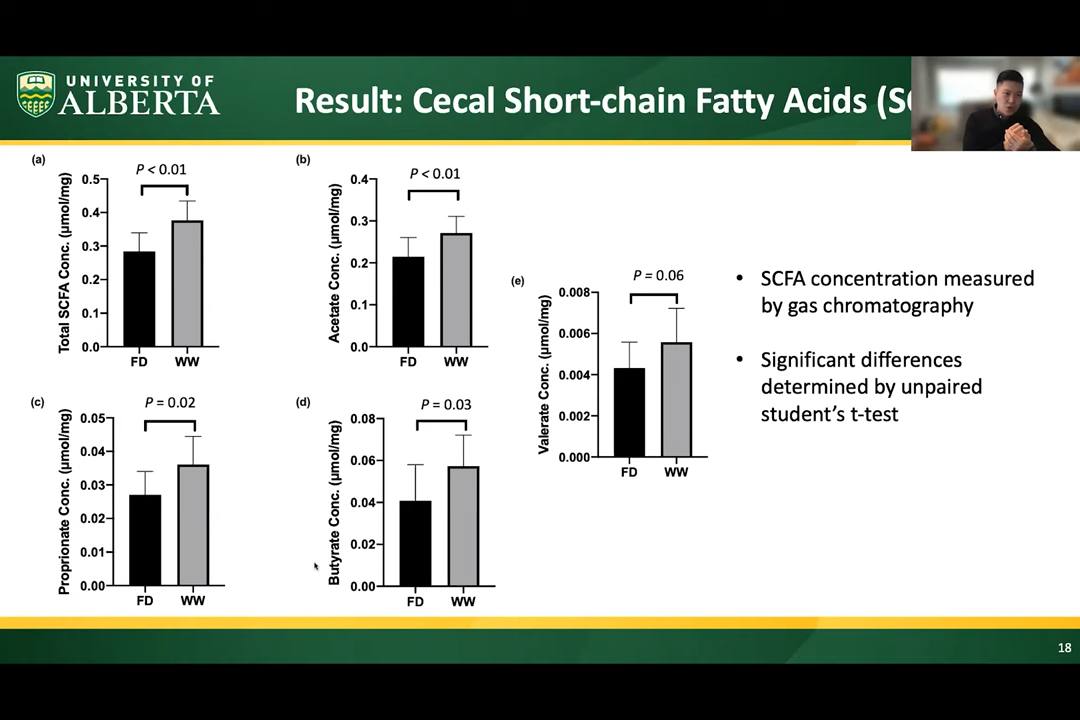 UNIVERSITY OF
ALBERTA
Result: Cecal Short-chain Fatty Acids (SC
(a)
P < 0.01
Total SCFA Conc. (µmol/mg)
0.5
0.4
0.3
0.2
0.1
0.0
FD WW
(b)
P < 0.01
Acetate Conc. (µmol/mg)
0.4
0.3
0.2
0.1
0.0
FD WW
(c)
P = 0.02
Proprionate Conc. (µmol/mg)
0.05
0.04
0.03
0.02
0.01
0.00
FD WW
(d)
P = 0.03
Butyrate Conc. (µmol/mg)
0.08
0.06
0.04
0.02
0.00
FD WW
(e)
P = 0.06
Valerate Conc. (µmol/mg)
0.008
0.006
0.004
0.002
0.000
FD WW
• SCFA concentration measured
by gas chromatography
• Significant differences
determined by unpaired
student’s t-test
18